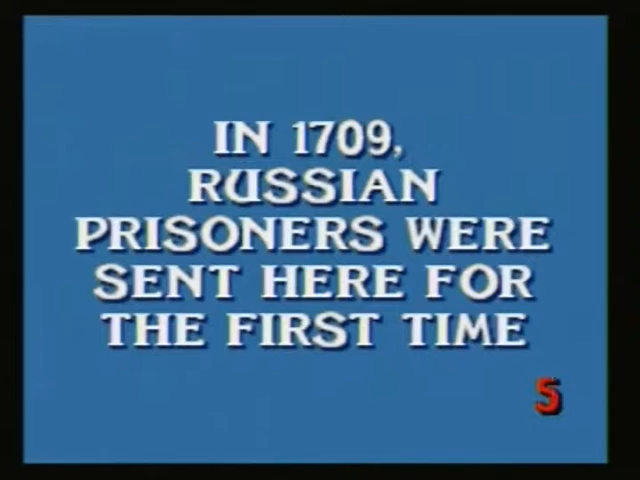 IN 1709,
RUSSIAN
PRISONERS WERE
SENT HERE FOR
THE FIRST TIME
5